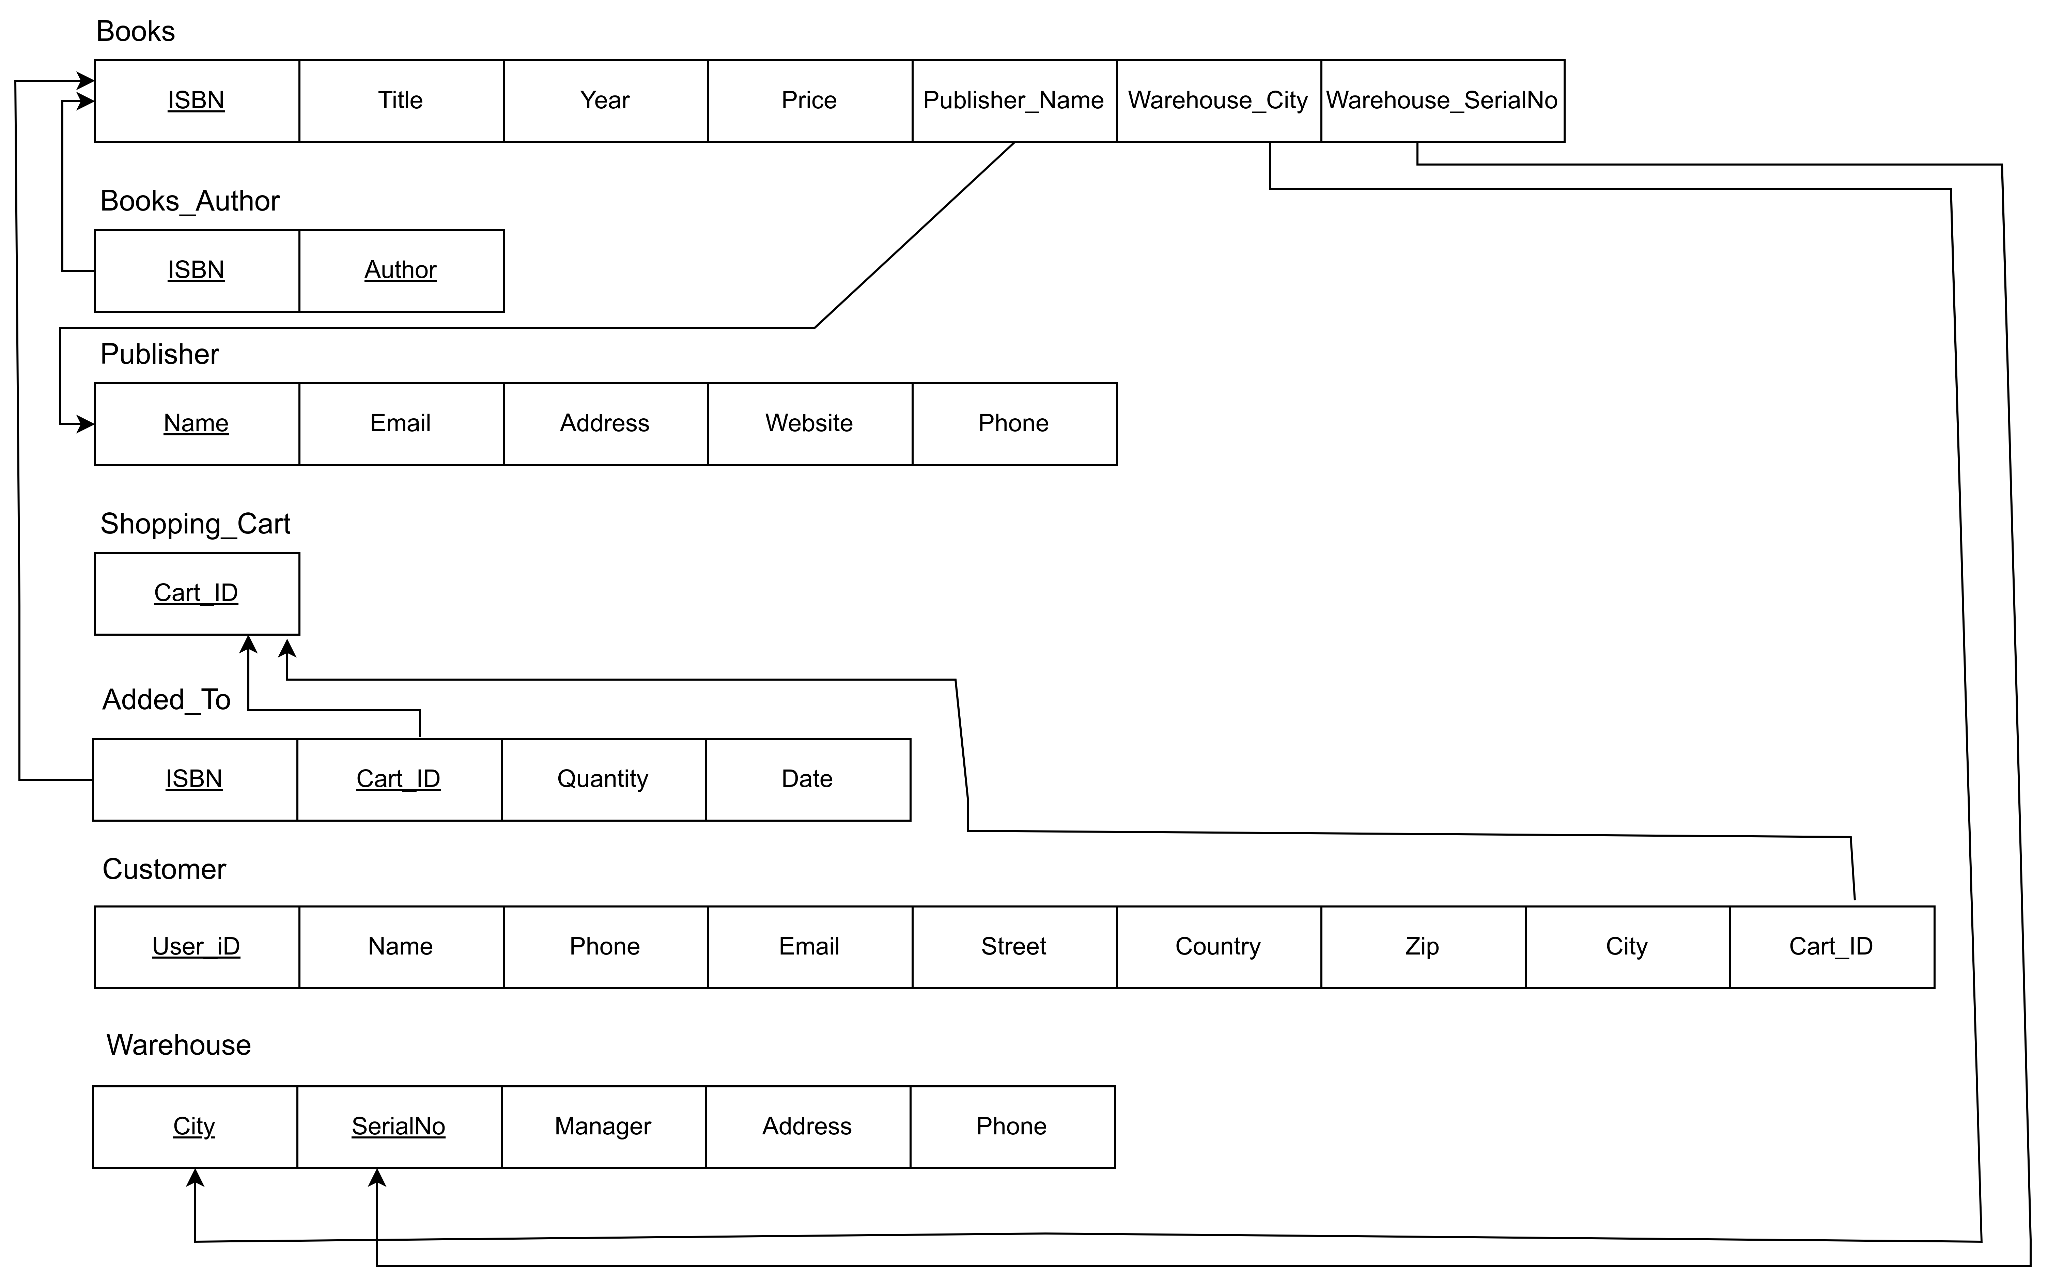 Books
ISBN Title Year Price Publisher_Name Warehouse_City Warehouse_SerialNo
Books_Author
ISBN Author
Publisher
Name Email Address Website Phone
Shopping_Cart
Cart_ID
Added_To
ISBN Cart_ID Quantity Date
Customer
User_iD Name Phone Email Street Country Zip City Cart_ID
Warehouse
City SerialNo Manager Address Phone